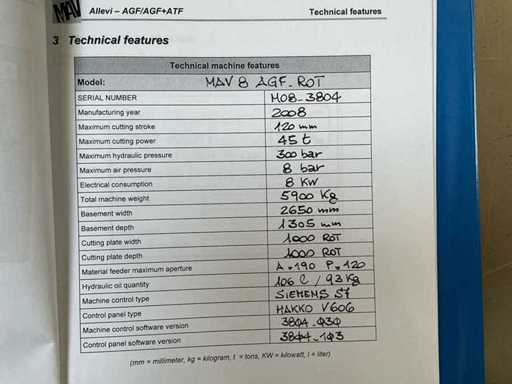 MAV
Allevi – AGF/AGF+ATF Technical features
3 Technical features
Technical machine features
Model: MAV 8 AGF-ROT
SERIAL NUMBER M08-3804
Manufacturing year 2008
Maximum cutting stroke 120 mm
Maximum cutting power 45 t
Maximum hydraulic pressure 300 bar
Maximum air pressure 8 bar
Electrical consumption 8 KW
Total machine weight 5900 Kg
Basement width 2650 mm
Basement depth 1305 mm
Cutting plate width 1000 ROT
Cutting plate depth 1000 ROT
Material feeder maximum aperture A.190 P.120
Hydraulic oil quantity 106 l / 93 Kg
Machine control type SIEMENS S7
Control panel type HAKKO V606
Machine control software version 3804-030
Control panel software version 3804-103
(mm = millimeter, kg = kilogram, t = tons, KW = kilowatt, l = liter)